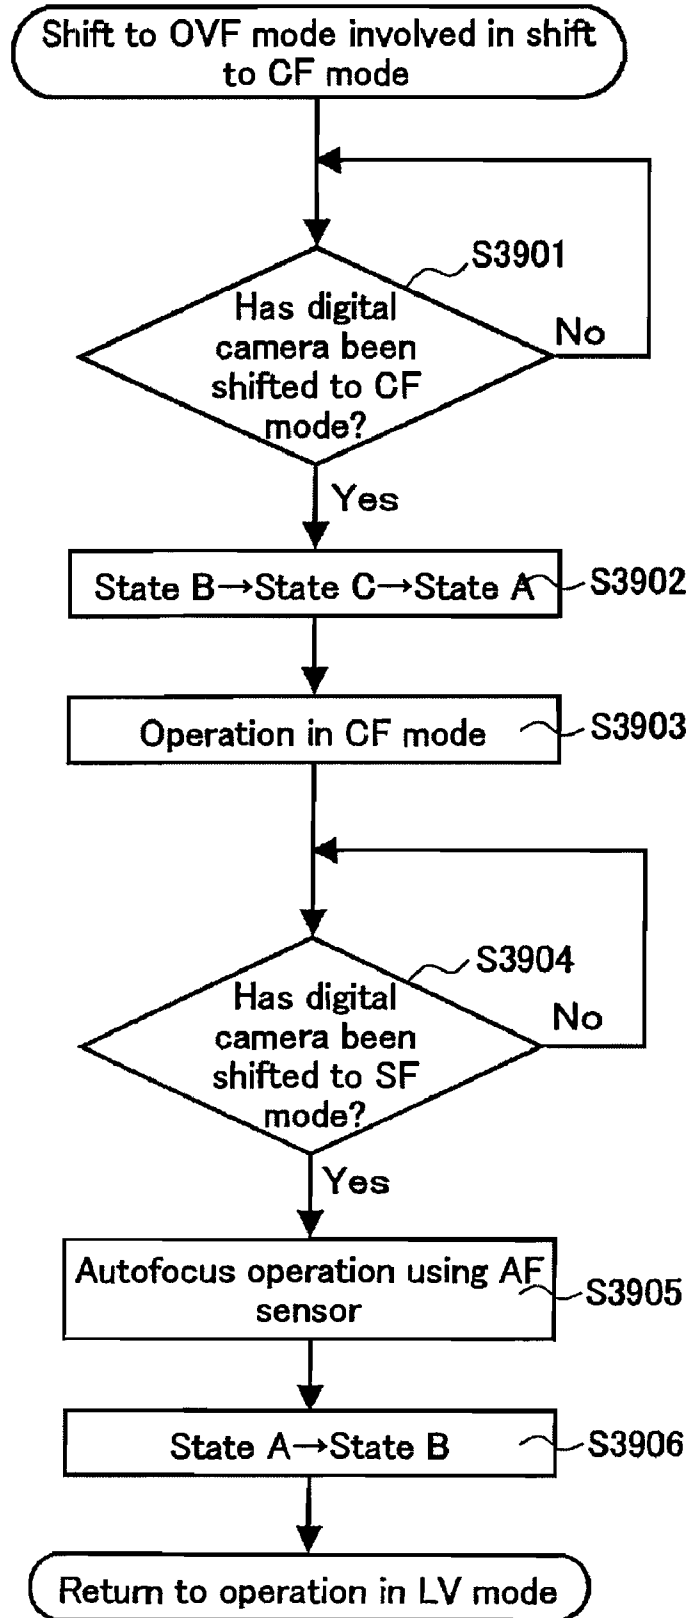 Shift to OVF mode involved in shift
to CF mode
S3901
Has digital
camera been
shifted to CF
mode?
No
Yes
State B→State C→State A
S3902
Operation in CF mode
S3903
S3904
Has digital
camera been
shifted to SF
mode?
No
Yes
Autofocus operation using AF
sensor
S3905
State A→State B
S3906
Return to operation in LV mode